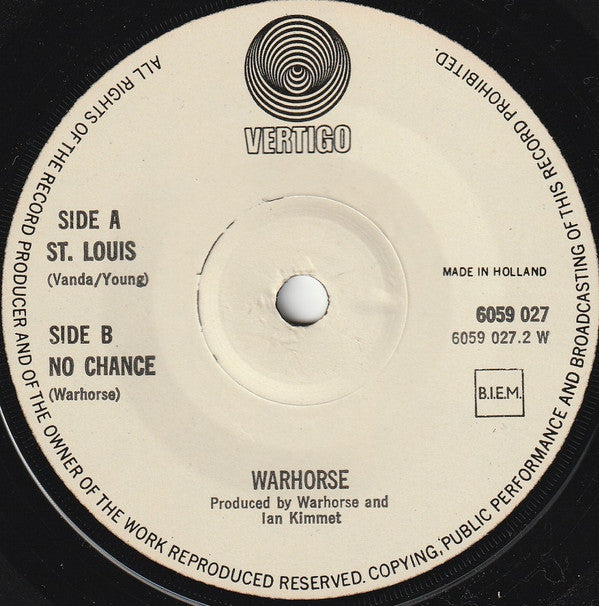 VERTIGO
SIDE A
ST. LOUIS
(Vanda/Young)
SIDE B
NO CHANCE
(Warhorse)
MADE IN HOLLAND
6059 027
6059 027.2 W
B.I.E.M.
WARHORSE
Produced by Warhorse and
Ian Kimmet
ALL RIGHTS OF THE RECORD PRODUCER AND OF THE OWNER OF THE WORK REPRODUCED RESERVED. COPYING, PUBLIC PERFORMANCE AND BROADCASTING OF THIS RECORD PROHIBITED.